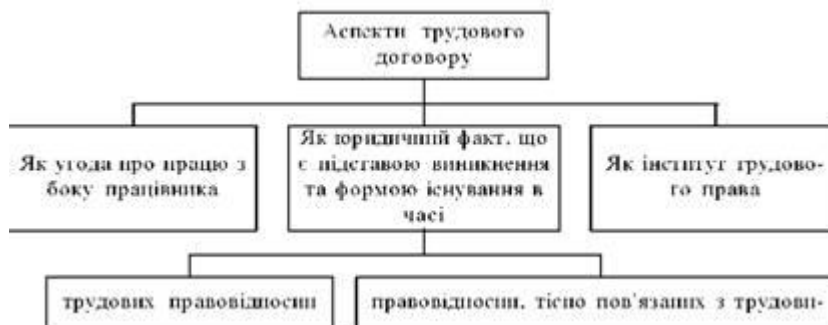 Аспекти трудового
договору
Як угода про працю з
боку працівника
Як юридичний факт, що
є підставою виникнення
та формою існування в
часі
Як інститут трудово-
го права
трудових правовідносин
правовідносин, тісно пов'язаних з трудови-